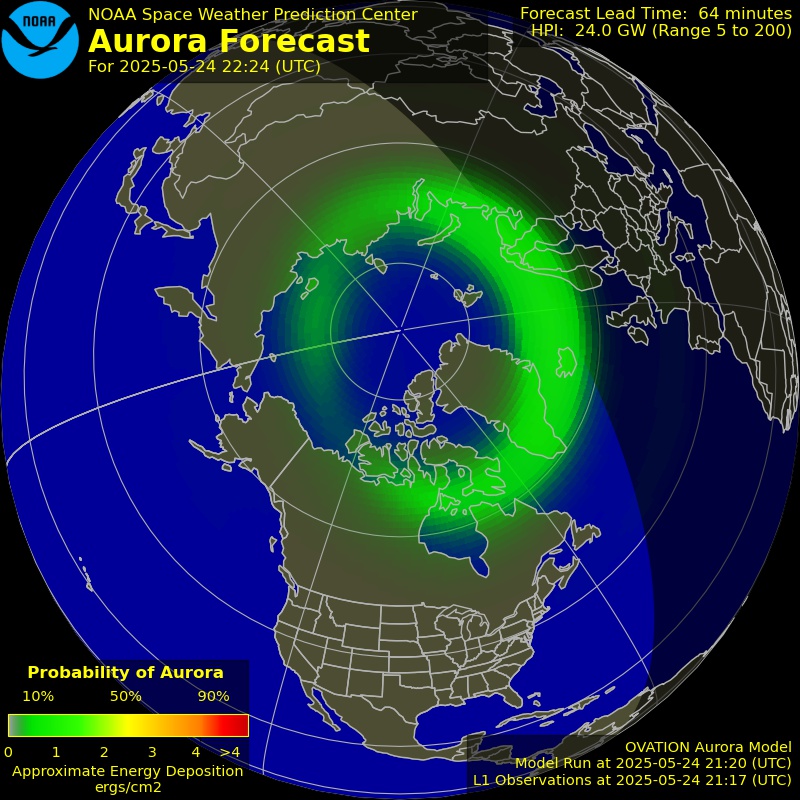 NOAA
NOAA Space Weather Prediction Center
Aurora Forecast
For 2025-05-24 22:24 (UTC)
Forecast Lead Time: 64 minutes
HPI: 24.0 GW (Range 5 to 200)
Probability of Aurora
10% 50% 90%
0 1 2 3 4 >4
Approximate Energy Deposition
ergs/cm2
OVATION Aurora Model
Model Run at 2025-05-24 21:20 (UTC)
L1 Observations at 2025-05-24 21:17 (UTC)